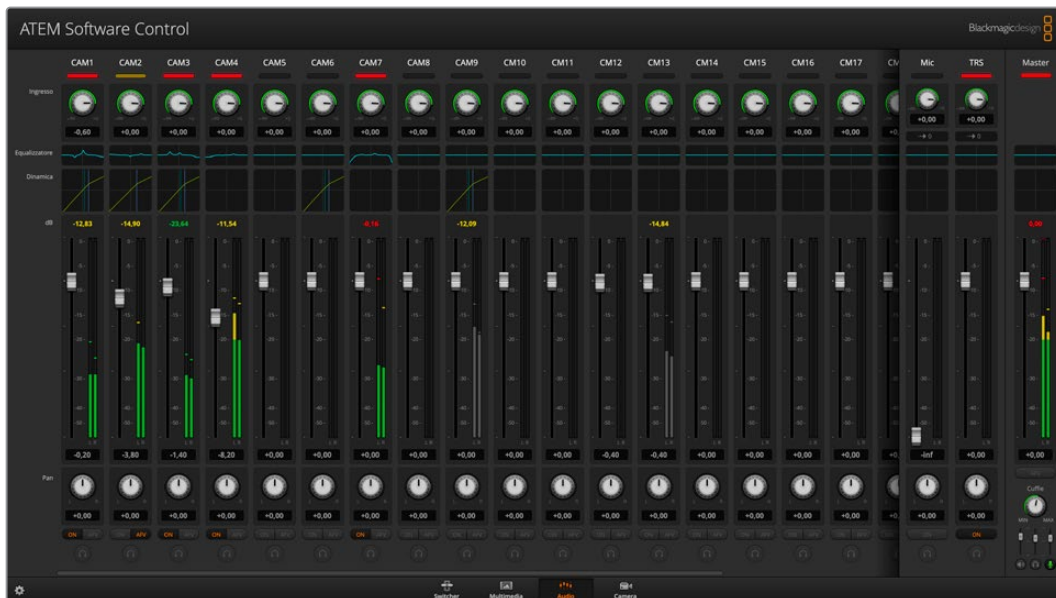 ATEM Software Control
Blackmagicdesign
CAM1 CAM2 CAM3 CAM4 CAM5 CAM6 CAM7 CAM8 CAM9 CM10 CM11 CM12 CM13 CM14 CM15 CM16 CM17 CM Mic TRS Master
Ingresso
-0,60 +0,00 +0,00 +0,00 +0,00 +0,00 +0,00 +0,00 +0,00 +0,00 +0,00 +0,00 +0,00 +0,00 +0,00 +0,00 +0,00 +0,0 +0,00 +0,00
Equalizzatore
Dinamica
dB -12,83 -14,90 -23,64 -11,54 -0,16 -12,09 -14,84 0,00
-0,20 -3,80 -1,40 -8,20 +0,00 +0,00 +0,00 +0,00 +0,00 +0,00 +0,00 -0,40 -0,40 +0,00 +0,00 +0,00 +0,00 +0,0 -inf +0,00 +0,00
Pan
+0,00 +0,00 +0,00 +0,00 +0,00 +0,00 +0,00 +0,00 +0,00 +0,00 +0,00 +0,00 +0,00 +0,00 +0,00 +0,00 +0,00 +0,0 +0,00 +0,00
Cuffie
MIN MAX
ON AFV ON ON ON ON
Switcher Multimedia Audio Camera